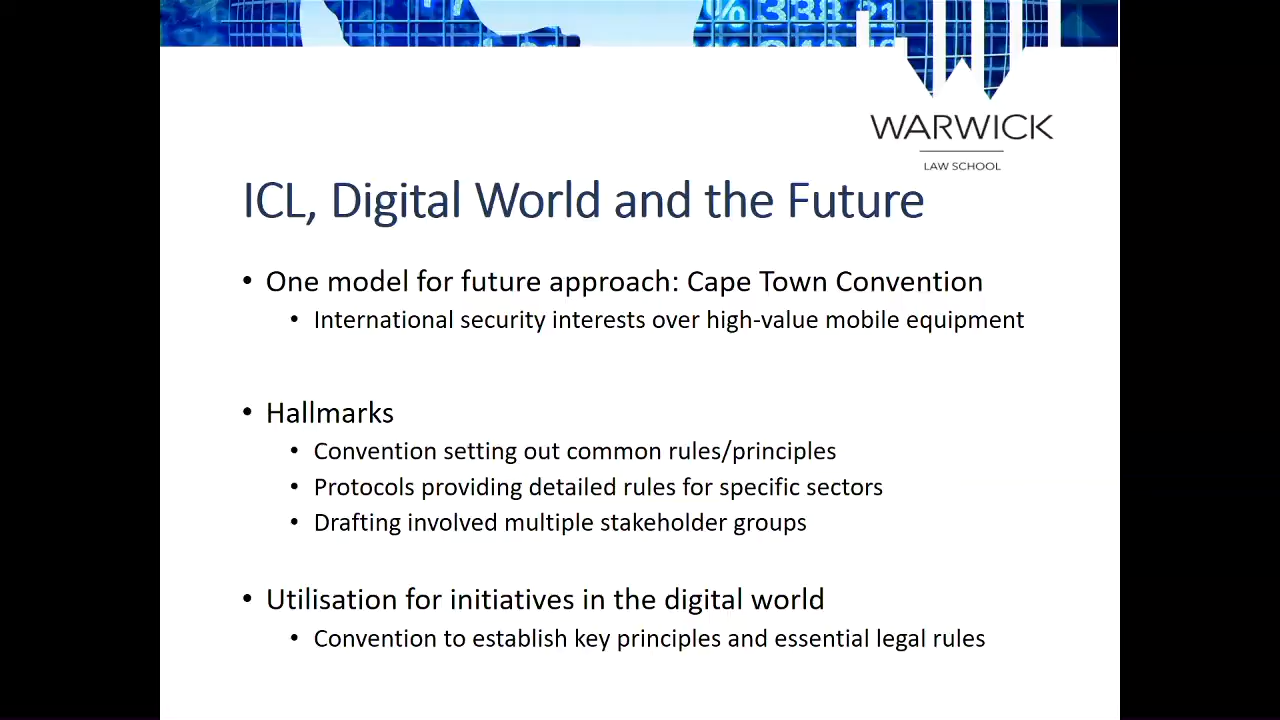 WARWICK
LAW SCHOOL
ICL, Digital World and the Future
• One model for future approach: Cape Town Convention
• International security interests over high-value mobile equipment
• Hallmarks
• Convention setting out common rules/principles
• Protocols providing detailed rules for specific sectors
• Drafting involved multiple stakeholder groups
• Utilisation for initiatives in the digital world
• Convention to establish key principles and essential legal rules